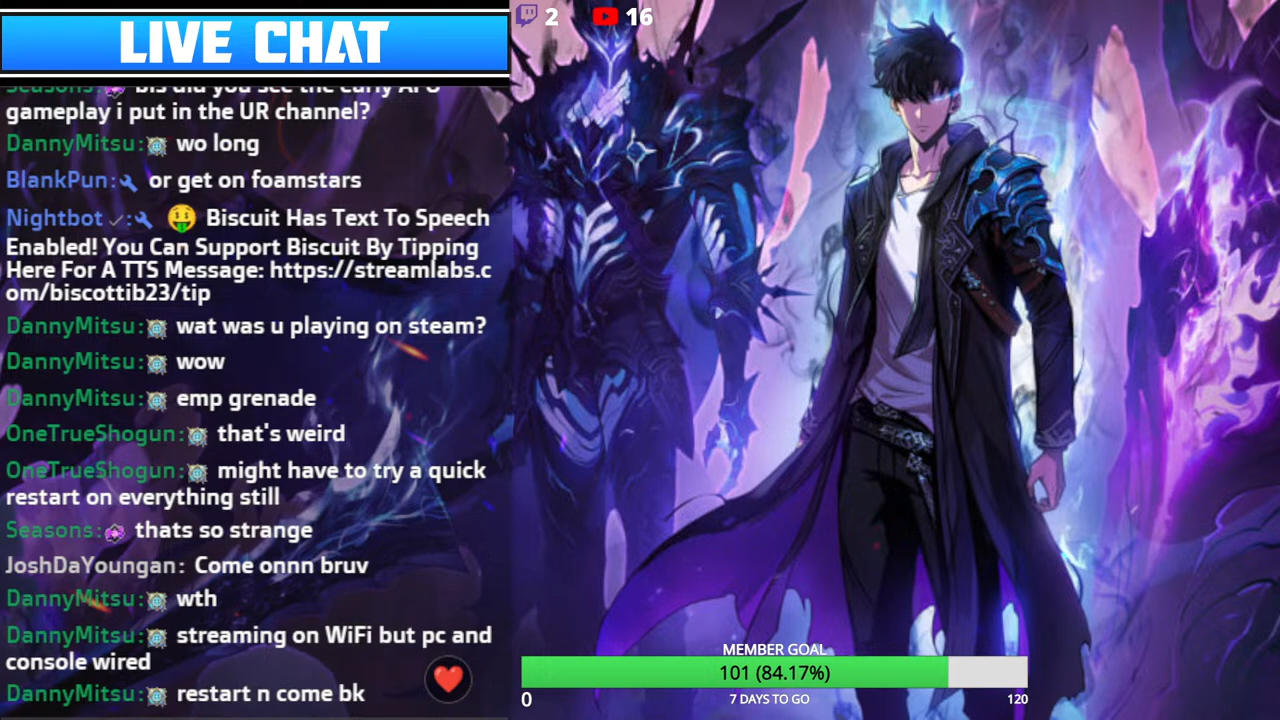 2 16
LIVE CHAT
gameplay i put in the UR channel?
DannyMitsu: wo long
BlankPun: or get on foamstars
Nightbot ✓: 🤑 Biscuit Has Text To Speech
Enabled! You Can Support Biscuit By Tipping
Here For A TTS Message: https://streamlabs.c
om/biscottib23/tip
DannyMitsu: wat was u playing on steam?
DannyMitsu: wow
DannyMitsu: emp grenade
OneTrueShogun: that's weird
OneTrueShogun: might have to try a quick
restart on everything still
Seasons: thats so strange
JoshDaYoungan: Come onnn bruv
DannyMitsu: wth
DannyMitsu: streaming on WiFi but pc and
console wired
DannyMitsu: restart n come bk
MEMBER GOAL
101 (84.17%)
0 7 DAYS TO GO 120